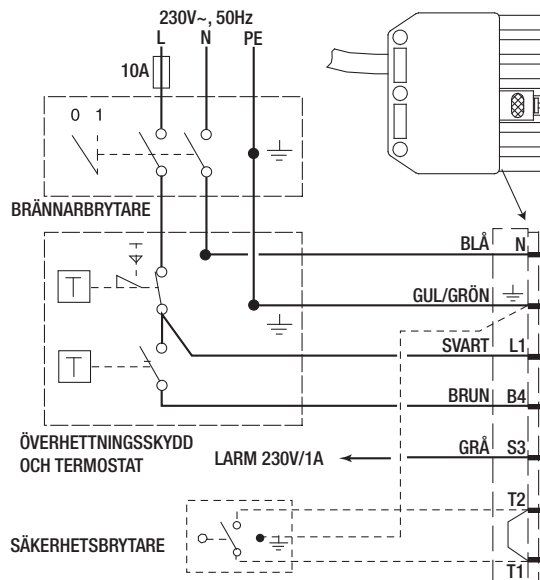 230V~, 50Hz
L N PE
10A
0 1
BRÄNNARBRYTARE
BLÅ N
GUL/GRÖN
T
SVART L1
T
BRUN B4
ÖVERHETTNINGSSKYDD
OCH TERMOSTAT
LARM 230V/1A
GRÅ S3
T2
SÄKERHETSBRYTARE
T1